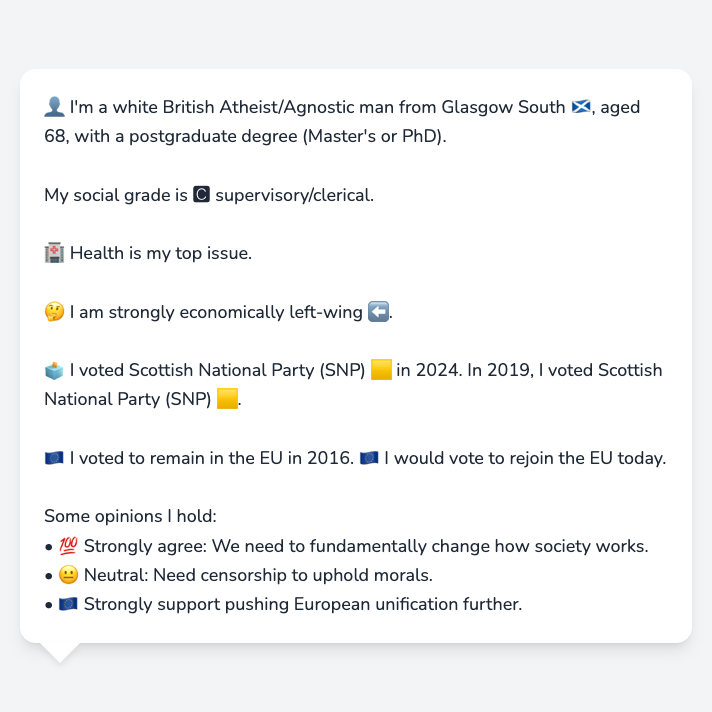 👤 I'm a white British Atheist/Agnostic man from Glasgow South 🏴󠁧󠁢󠁳󠁣󠁴󠁿, aged
68, with a postgraduate degree (Master's or PhD).
My social grade is 🅲 supervisory/clerical.
🏥 Health is my top issue.
🤔 I am strongly economically left-wing ⬅️.
🗳️ I voted Scottish National Party (SNP) 🟨 in 2024. In 2019, I voted Scottish
National Party (SNP) 🟨.
🇪🇺 I voted to remain in the EU in 2016. 🇪🇺 I would vote to rejoin the EU today.
Some opinions I hold:
• 💯 Strongly agree: We need to fundamentally change how society works.
• 😐 Neutral: Need censorship to uphold morals.
• 🇪🇺 Strongly support pushing European unification further.